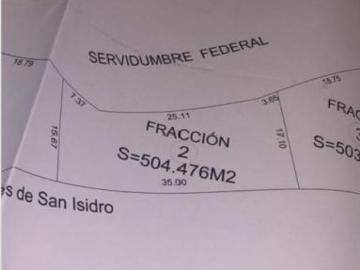 SERVIDUMBRE FEDERAL
18.79
7.37
25.11
3.65
18.75
15.67
FRACCIÓN
2
S=504.476M2
17.10
FRAC
S=503
35.00
es de San Isidro